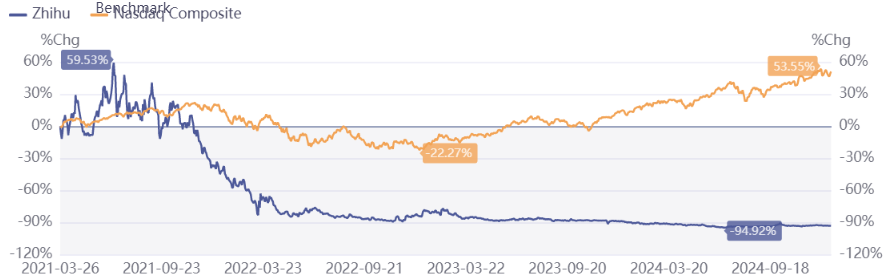 Benchmark
Zhihu Nasdaq Composite
%Chg %Chg
59.53% 53.55%
60% 60%
30% 30%
0% 0%
-22.27%
-30% -30%
-60% -60%
-94.92%
-90% -90%
-120% -120%
2021-03-26 2021-09-23 2022-03-23 2022-09-21 2023-03-22 2023-09-20 2024-03-20 2024-09-18